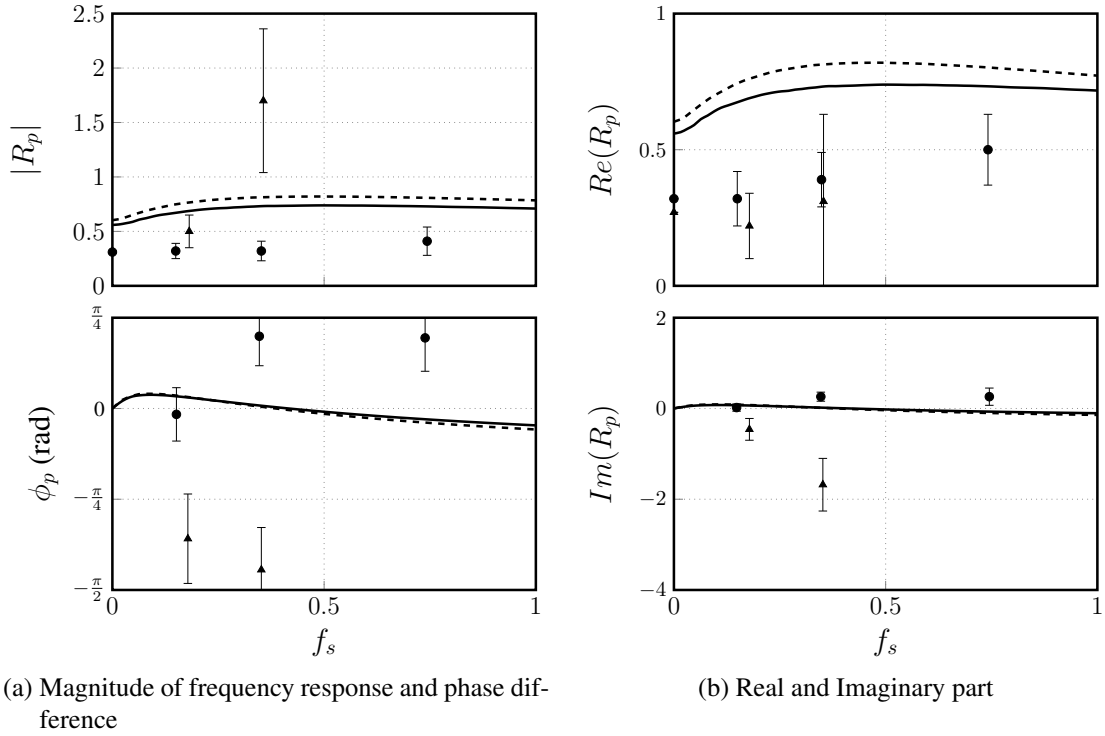 2.5
2
1.5
1
0.5
0
|R_p|
π/4
0
−π/4
−π/2
ϕ_p (rad)
0
0.5
1
f_s
(a) Magnitude of frequency response and phase dif-
ference
1
0.5
0
Re(R_p)
2
0
−2
−4
Im(R_p)
0
0.5
1
f_s
(b) Real and Imaginary part